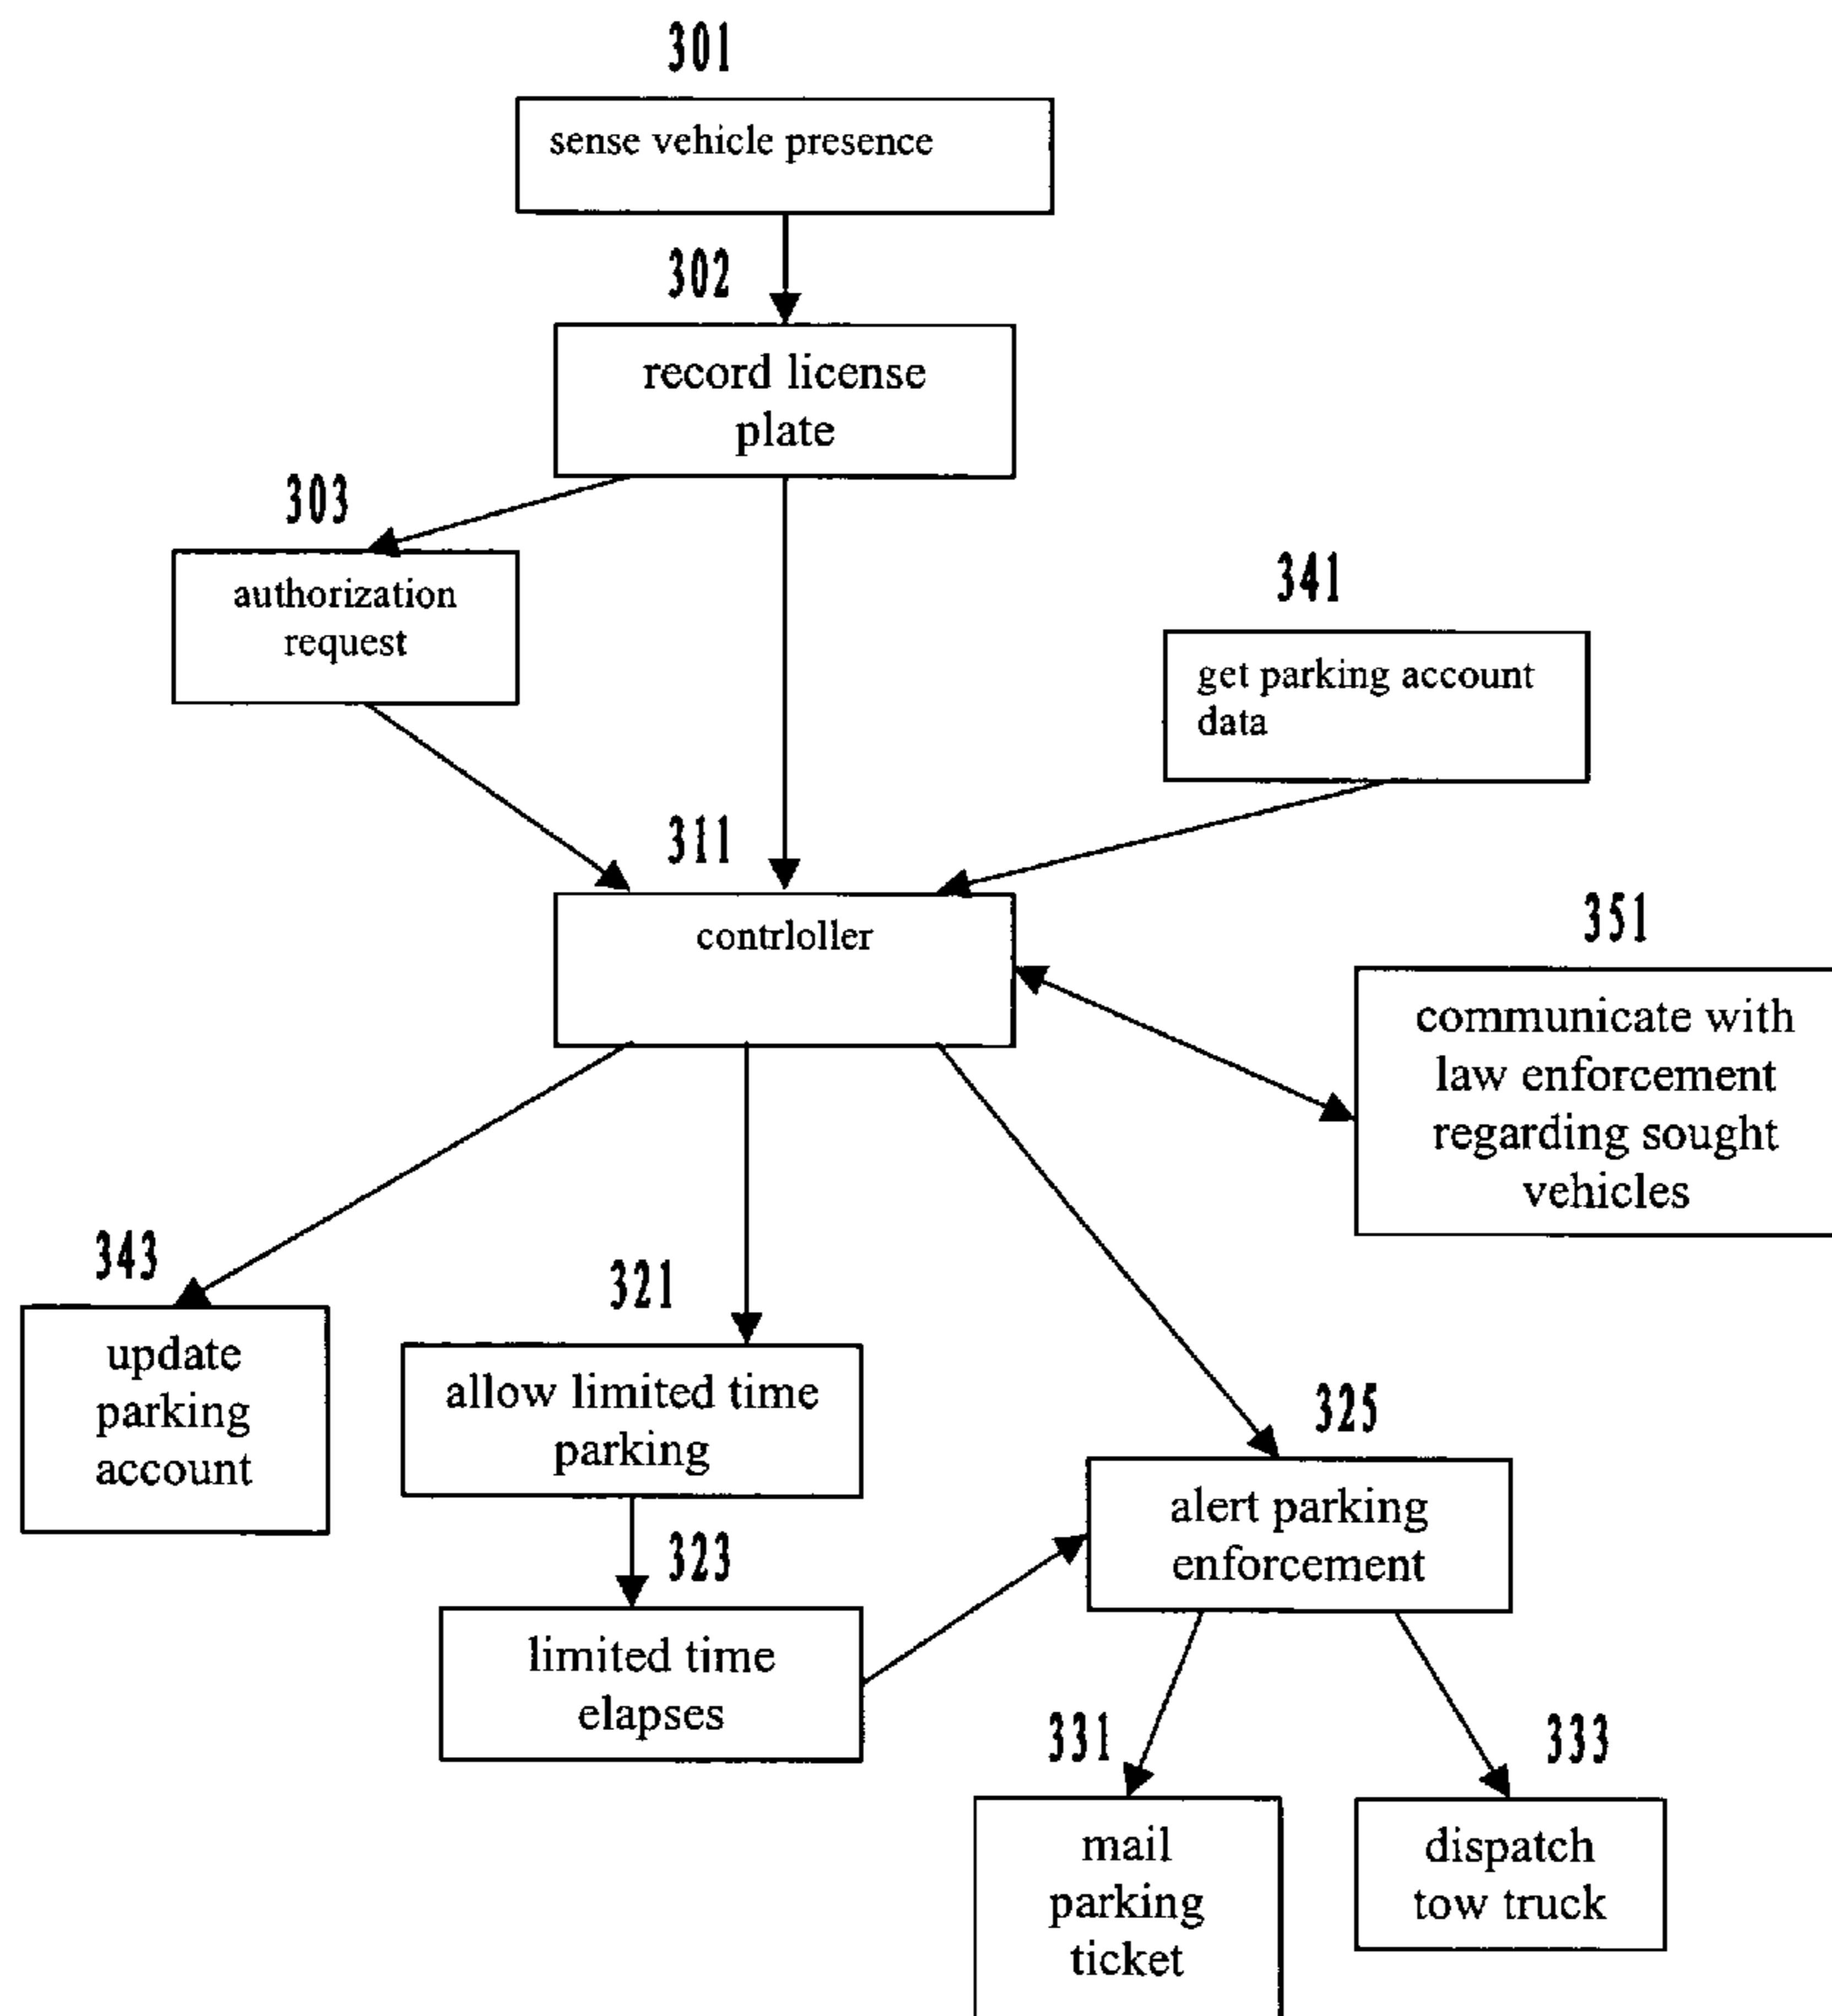 301
sense vehicle presence
302
record license
plate
303
authorization
request
341
get parking account
data
311
contrloller
351
communicate with
law enforcement
regarding sought
vehicles
343
update
parking
account
321
allow limited time
parking
325
alert parking
enforcement
323
limited time
elapses
331
mail
parking
ticket
333
dispatch
tow truck